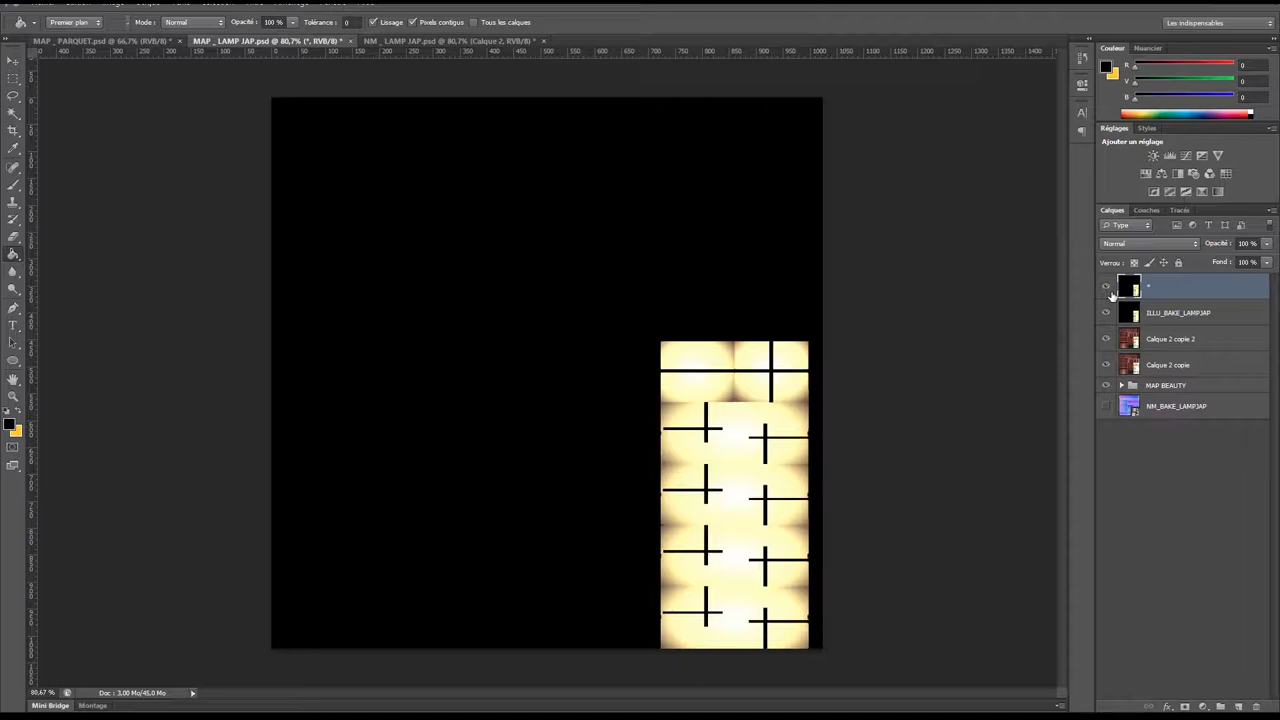 Premier plan Mode : Normal Opacité : 100 % Tolérance : 0 Lissage Pixels contigus Tous les calques Les indispensables
MAP _ PARQUET.psd @ 66,7% (RVB/8) * × MAP _ LAMP JAP.psd @ 80,7% (*, RVB/8) * × NM _ LAMP JAP.psd @ 80,7% (Calque 2, RVB/8) * ×
Couleur Nuancier
R 0
V 0
B 0
Réglages Styles
Ajouter un réglage
Calques Couches Tracés
Type
Normal Opacité : 100 %
Verrou : Fond : 100 %
*
ILLU_BAKE_LAMPJAP
Calque 2 copie 2
Calque 2 copie
MAP BEAUTY
NM_BAKE_LAMPJAP
80,67 % Doc : 3,00 Mo/45,0 Mo
Mini Bridge Montage